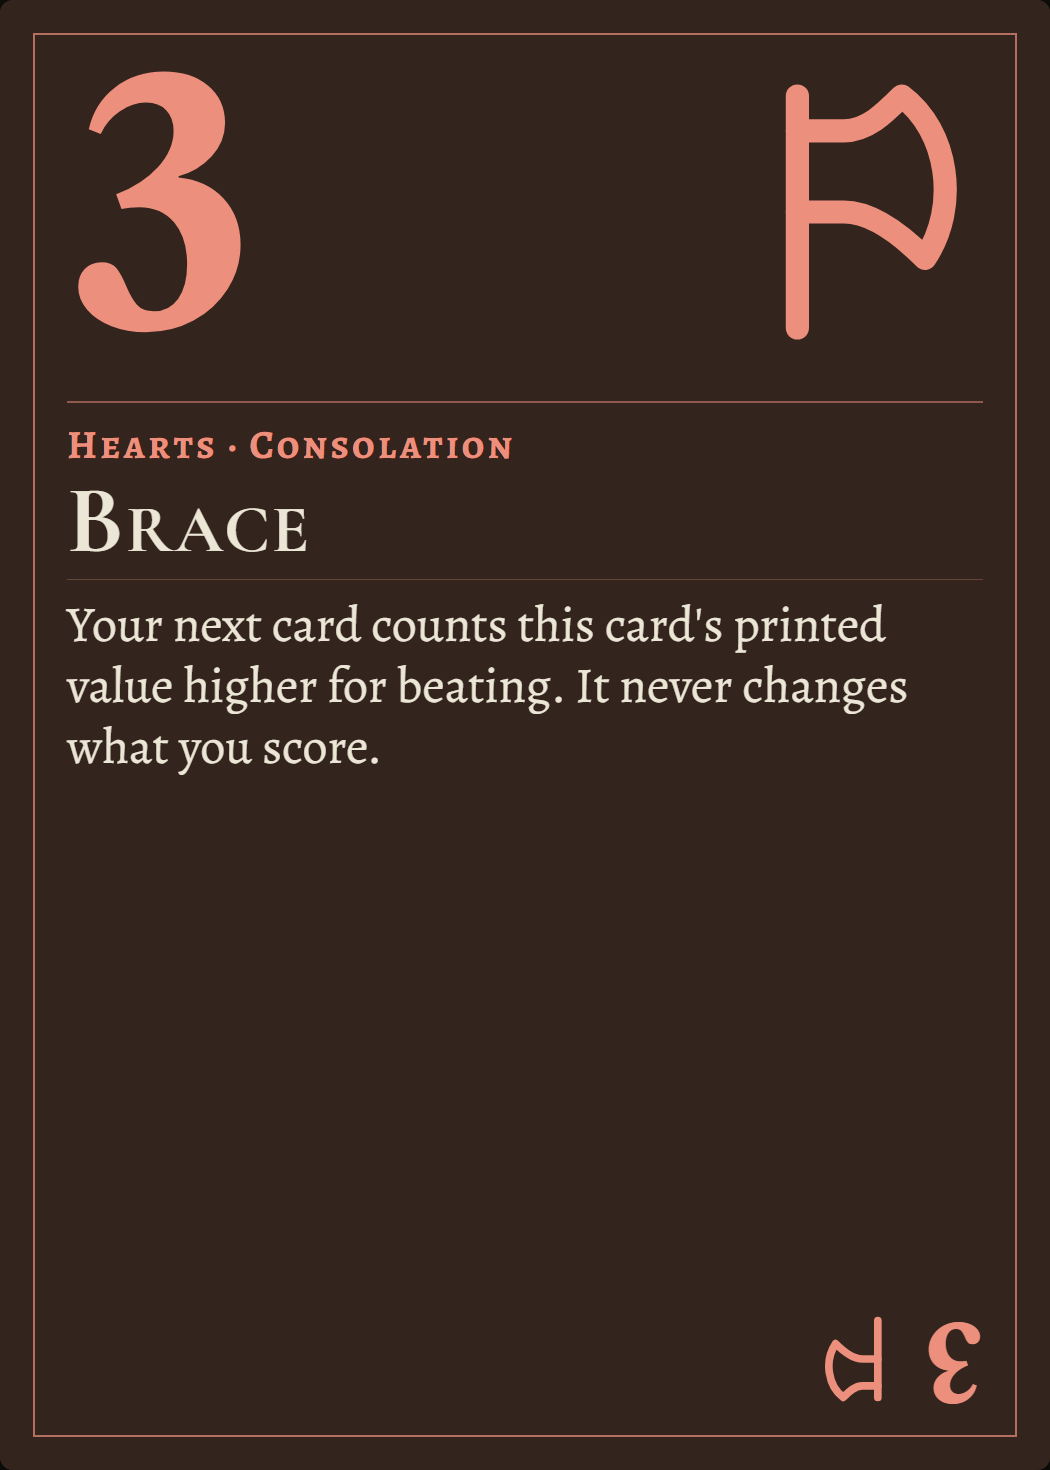 3
Hearts · Consolation
Brace
Your next card counts this card's printed
value higher for beating. It never changes
what you score.
3